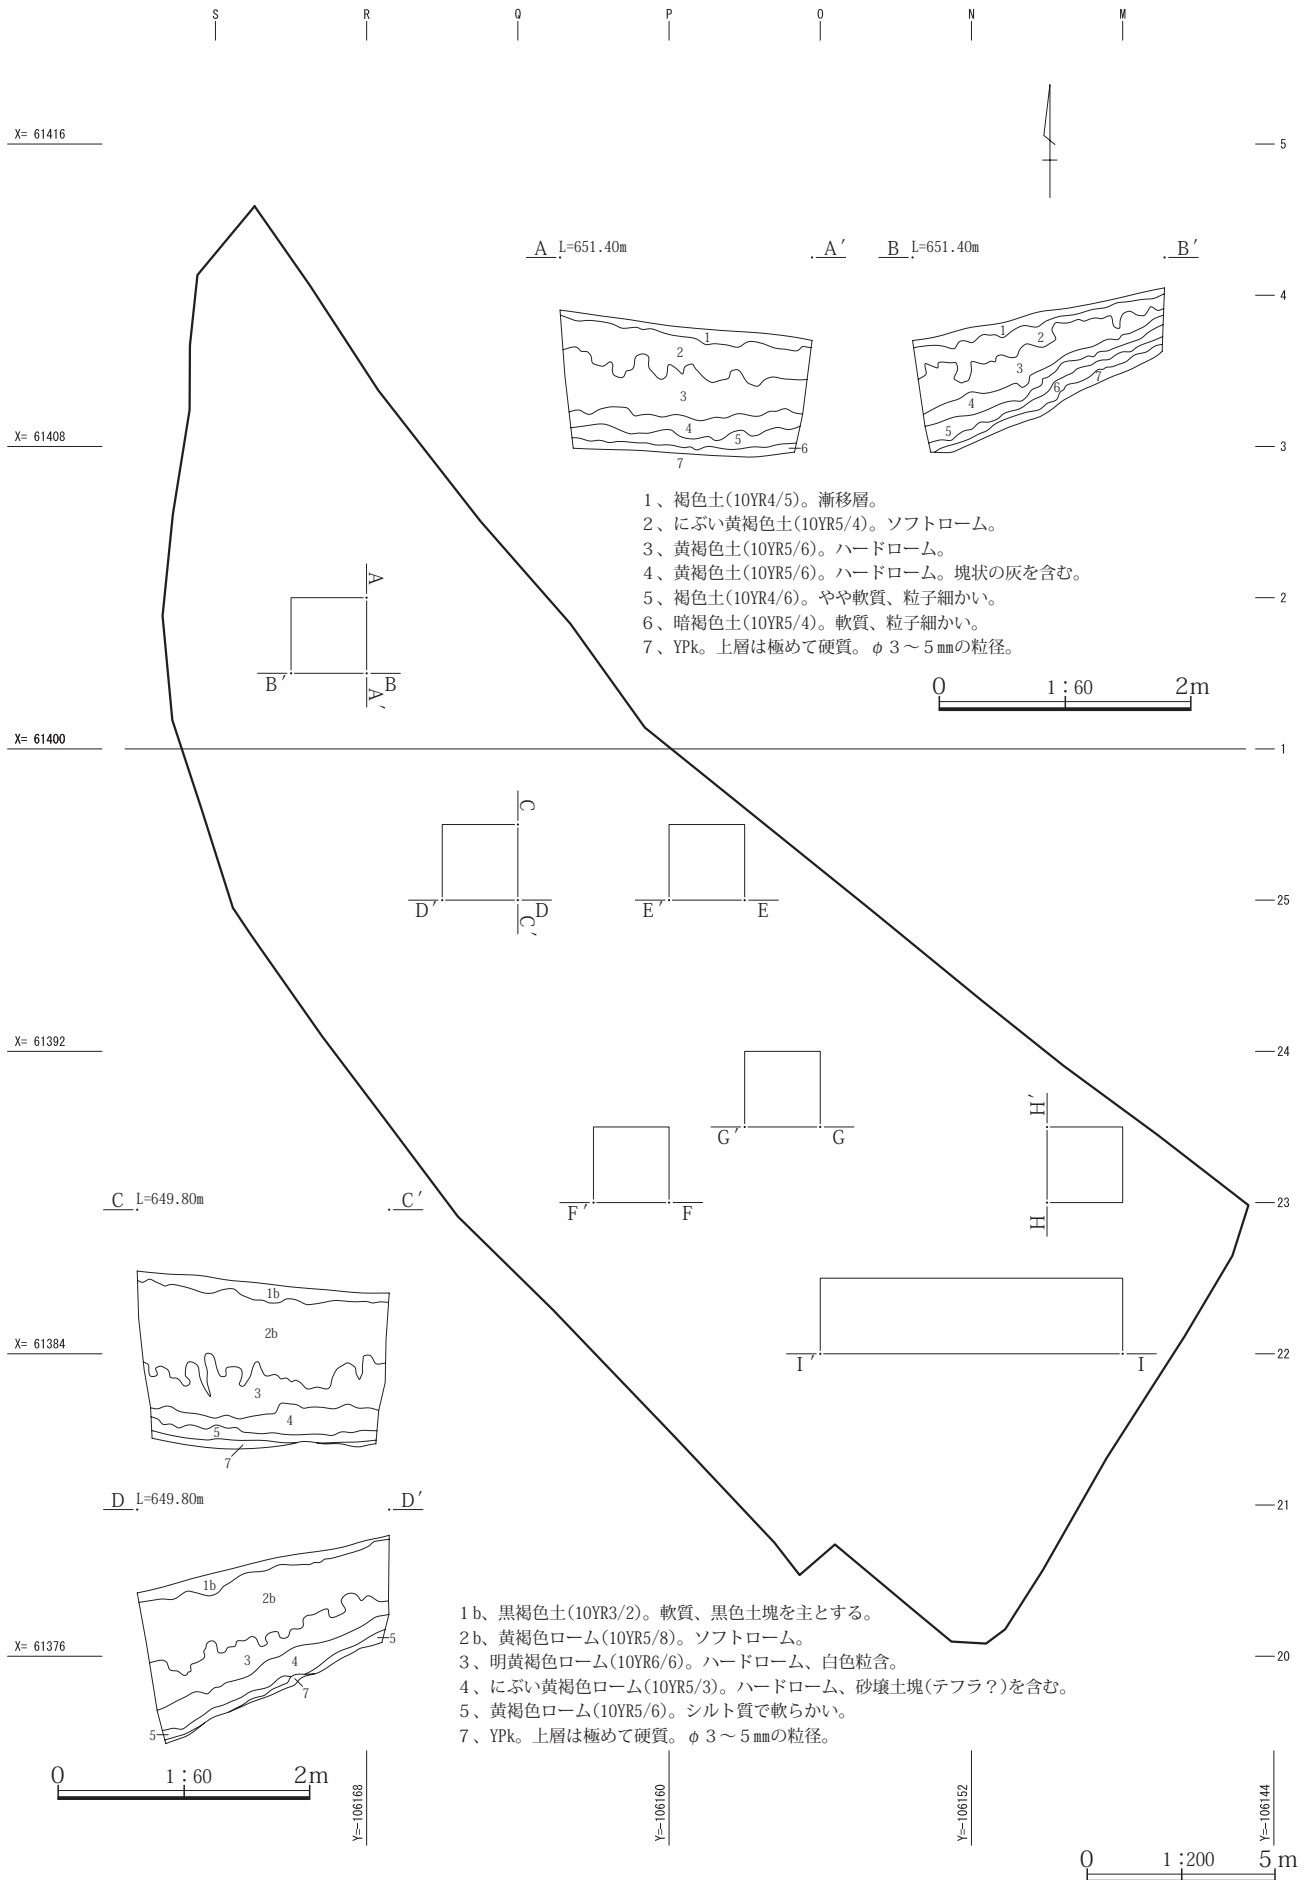 S R Q P O N M
X= 61416
5
A L=651.40m A′ B L=651.40m B′
4
1
2
3
4
5
6
7
1
2
3
4
5
6
7
X= 61408
3
1、褐色土(10YR4/5)。漸移層。
2、にぶい黄褐色土(10YR5/4)。ソフトローム。
3、黄褐色土(10YR5/6)。ハードローム。
4、黄褐色土(10YR5/6)。ハードローム。塊状の灰を含む。
5、褐色土(10YR4/6)。やや軟質、粒子細かい。
6、暗褐色土(10YR5/4)。軟質、粒子細かい。
7、YPk。上層は極めて硬質。φ3〜5㎜の粒径。
2
A
B′ B
A′
0 1:60 2m
X= 61400
1
C
D′ D
C′
E′ E
25
X= 61392
24
G′ G
H′
H
F′ F
23
C L=649.80m C′
1b
2b
3
4
5
7
X= 61384
22
I′ I
D L=649.80m D′
21
1b
2b
3
4
5
7
5
1b、黒褐色土(10YR3/2)。軟質、黒色土塊を主とする。
2b、黄褐色ローム(10YR5/8)。ソフトローム。
3、明黄褐色ローム(10YR6/6)。ハードローム、白色粒含。
4、にぶい黄褐色ローム(10YR5/3)。ハードローム、砂壌土塊(テフラ?)を含む。
5、黄褐色ローム(10YR5/6)。シルト質で軟らかい。
7、YPk。上層は極めて硬質。φ3〜5㎜の粒径。
X= 61376
20
0 1:60 2m
Y=-106168
Y=-106160
Y=-106152
Y=-106144
0 1:200 5m